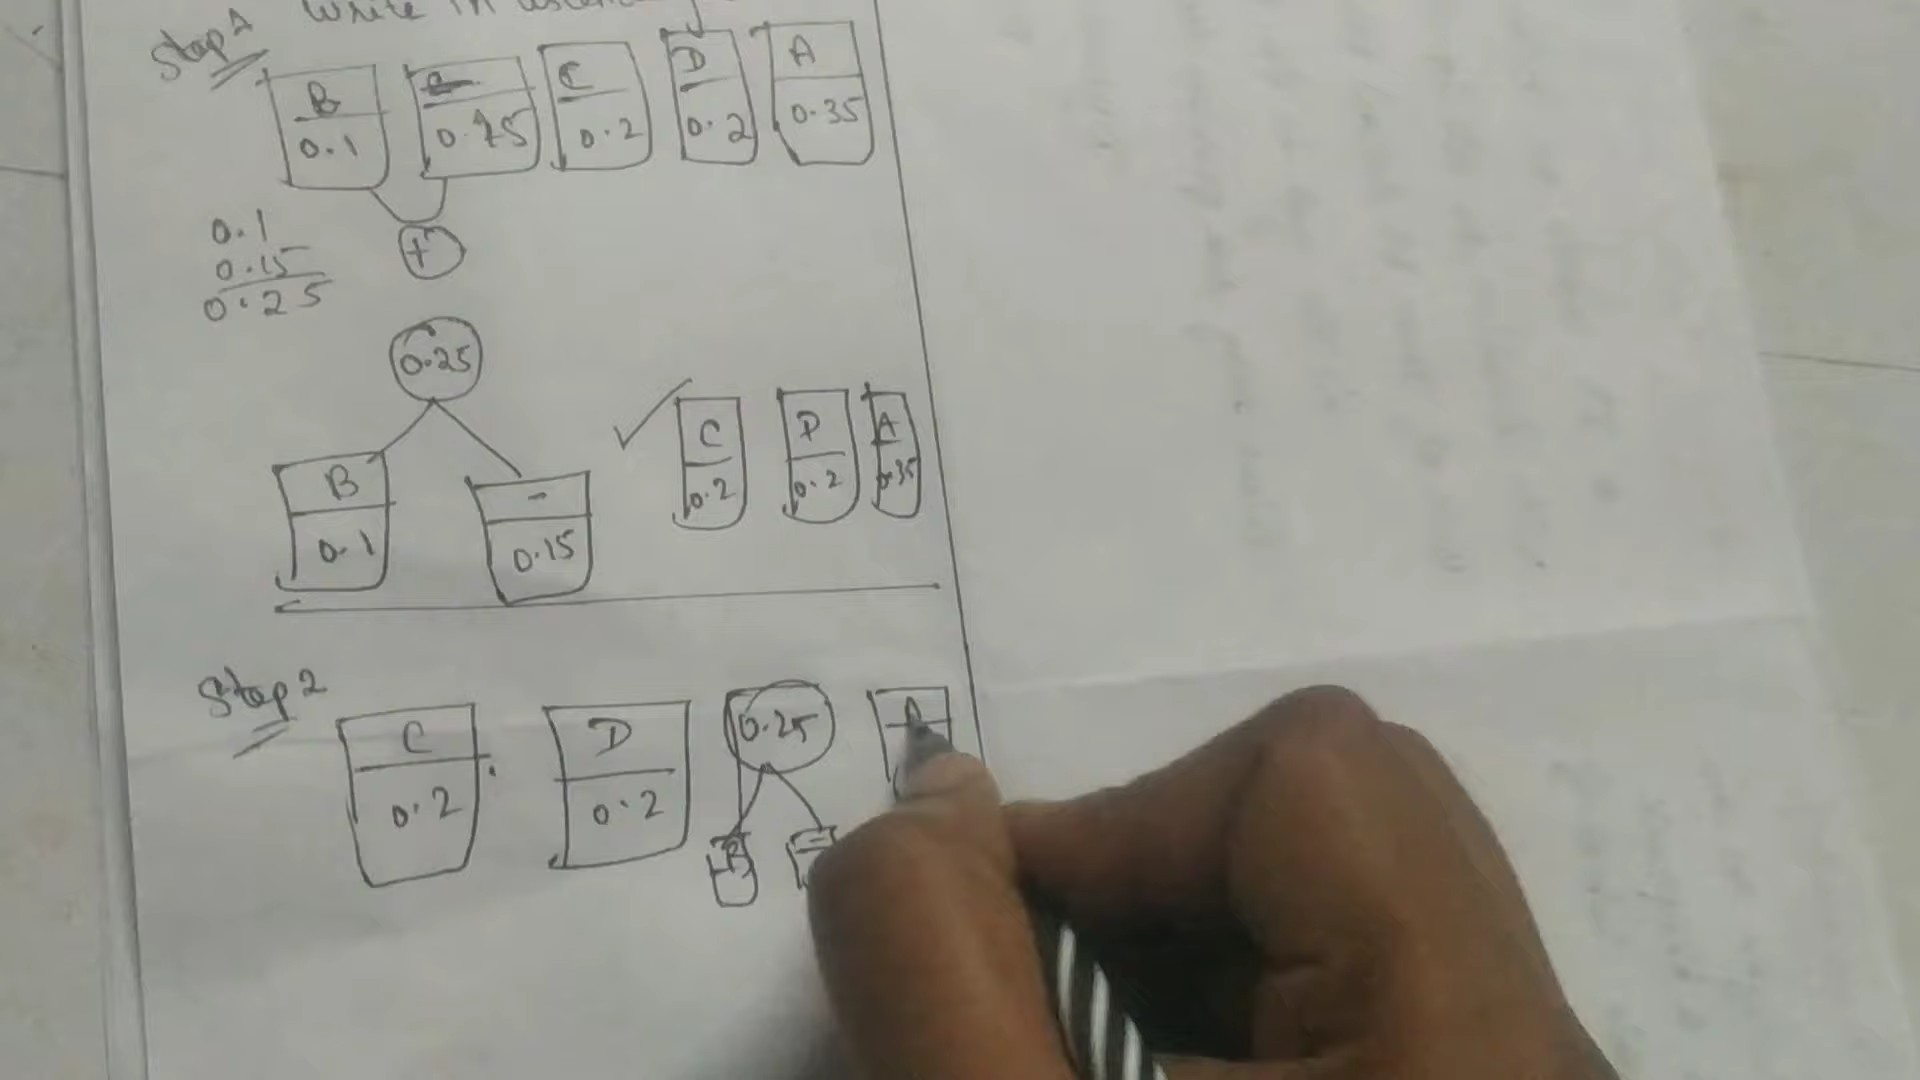 Step 1 Write in
B C D A
0.1 0.15 0.2 0.2 0.35
0.1
0.15
0.25
+
0.25
B - C D A
0.1 0.15 0.2 0.2 0.35
Step 2
C D 0.25 A
0.2 0.2
B -